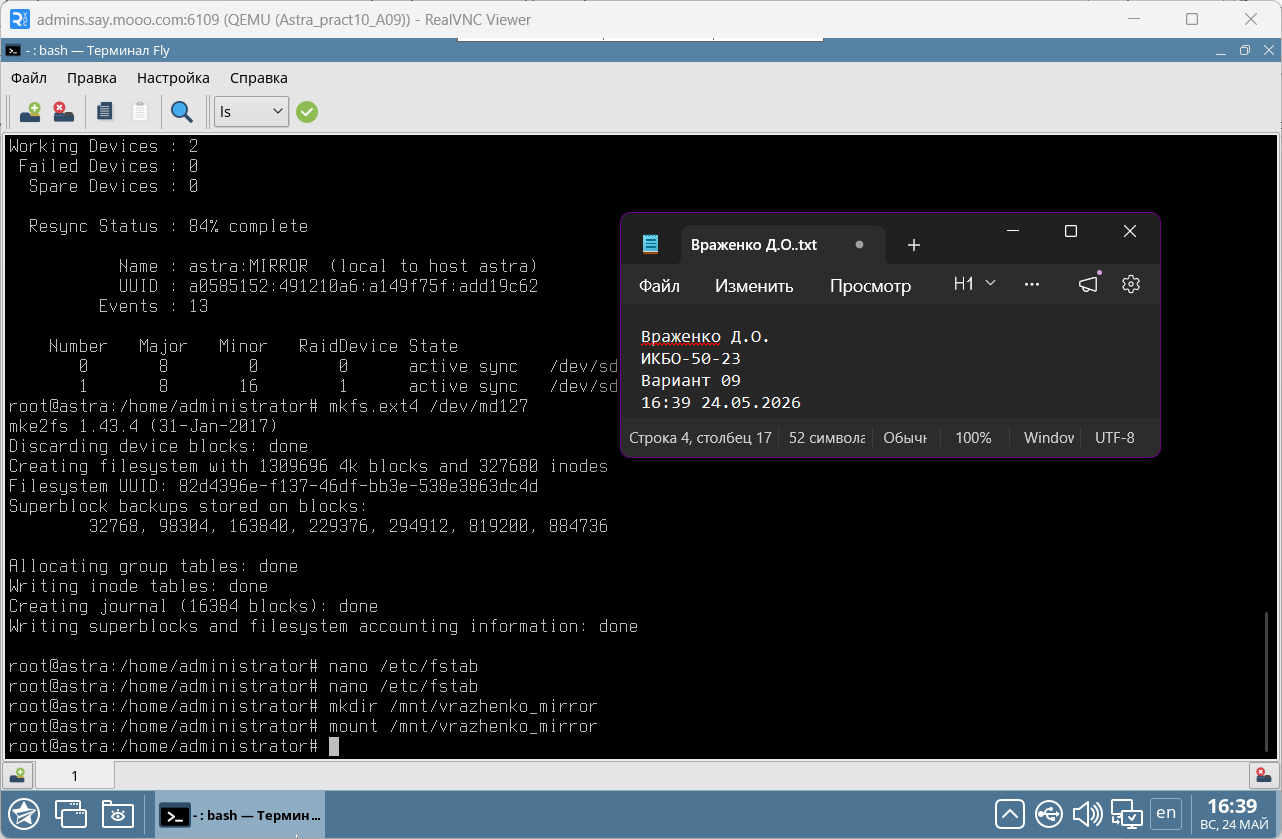 admins.say.mooo.com:6109 (QEMU (Astra_pract10_A09)) - RealVNC Viewer
- : bash — Терминал Fly
Файл Правка Настройка Справка
ls
Working Devices : 2
Failed Devices : 0
Spare Devices : 0
Resync Status : 84% complete
Name : astra:MIRROR (local to host astra)
UUID : a0585152:491210a6:a149f75f:add19c62
Events : 13
Number Major Minor RaidDevice State
0 8 0 0 active sync /dev/sd
1 8 16 1 active sync /dev/sd
root@astra:/home/administrator# mkfs.ext4 /dev/md127
mke2fs 1.43.4 (31-Jan-2017)
Discarding device blocks: done
Creating filesystem with 1309696 4k blocks and 327680 inodes
Filesystem UUID: 82d4396e-f137-46df-bb3e-538e3863dc4d
Superblock backups stored on blocks:
32768, 98304, 163840, 229376, 294912, 819200, 884736
Allocating group tables: done
Writing inode tables: done
Creating journal (16384 blocks): done
Writing superblocks and filesystem accounting information: done
root@astra:/home/administrator# nano /etc/fstab
root@astra:/home/administrator# nano /etc/fstab
root@astra:/home/administrator# mkdir /mnt/vrazhenko_mirror
root@astra:/home/administrator# mount /mnt/vrazhenko_mirror
root@astra:/home/administrator#
Враженко Д.О..txt
Файл Изменить Просмотр H1 ...
Враженко Д.О.
ИКБО-50-23
Вариант 09
16:39 24.05.2026
Строка 4, столбец 17 52 символа Обычн 100% Window UTF-8
1
- : bash — Термин...
en
16:39
ВС, 24 МАЙ